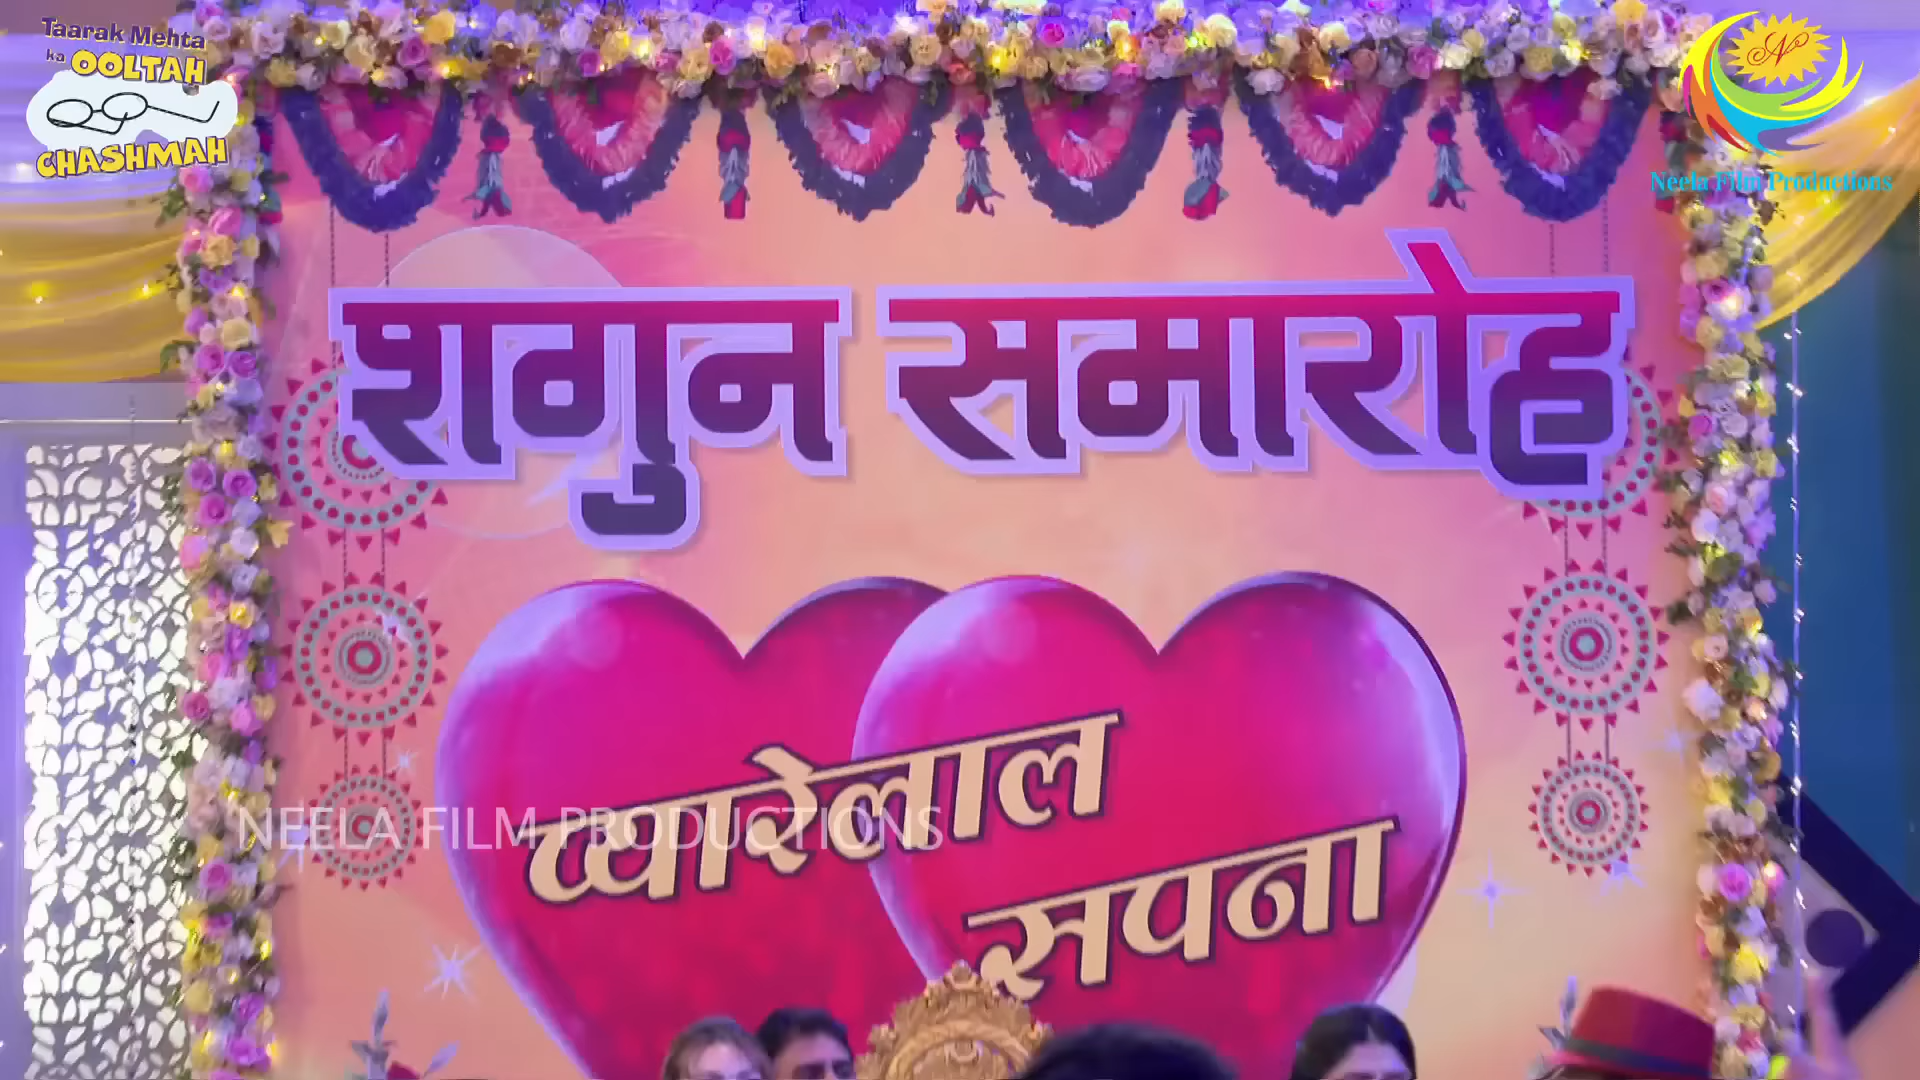 Taarak Mehta
ka OOLTAH
CHASHMAH
Neela Film Productions
शगुन समारोह
प्यारेलाल
NEELA FILM PRODUCTIONS
सपना